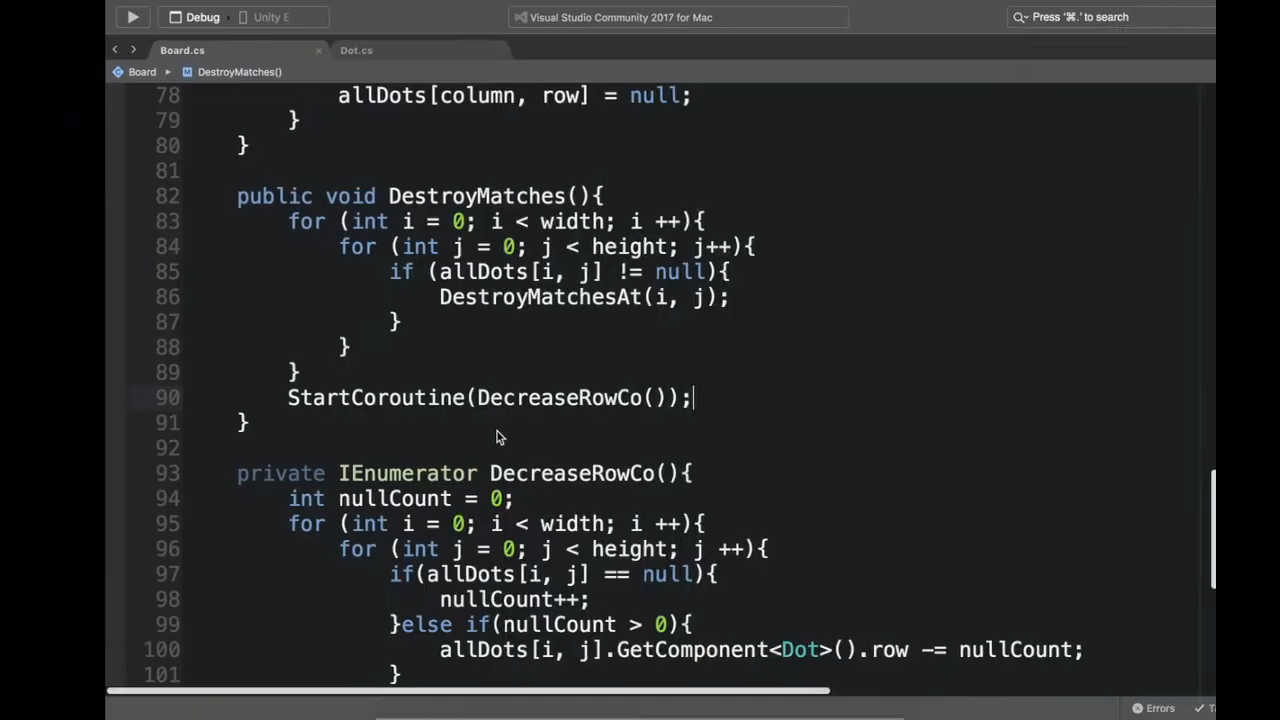 Debug Unity E Visual Studio Community 2017 for Mac Press '⌘.' to search
Board.cs × Dot.cs
Board DestroyMatches()
78 allDots[column, row] = null;
79 }
80 }
81
82 public void DestroyMatches(){
83 for (int i = 0; i < width; i ++){
84 for (int j = 0; j < height; j++){
85 if (allDots[i, j] != null){
86 DestroyMatchesAt(i, j);
87 }
88 }
89 }
90 StartCoroutine(DecreaseRowCo());
91 }
92
93 private IEnumerator DecreaseRowCo(){
94 int nullCount = 0;
95 for (int i = 0; i < width; i ++){
96 for (int j = 0; j < height; j ++){
97 if(allDots[i, j] == null){
98 nullCount++;
99 }else if(nullCount > 0){
100 allDots[i, j].GetComponent<Dot>().row -= nullCount;
101 }
Errors